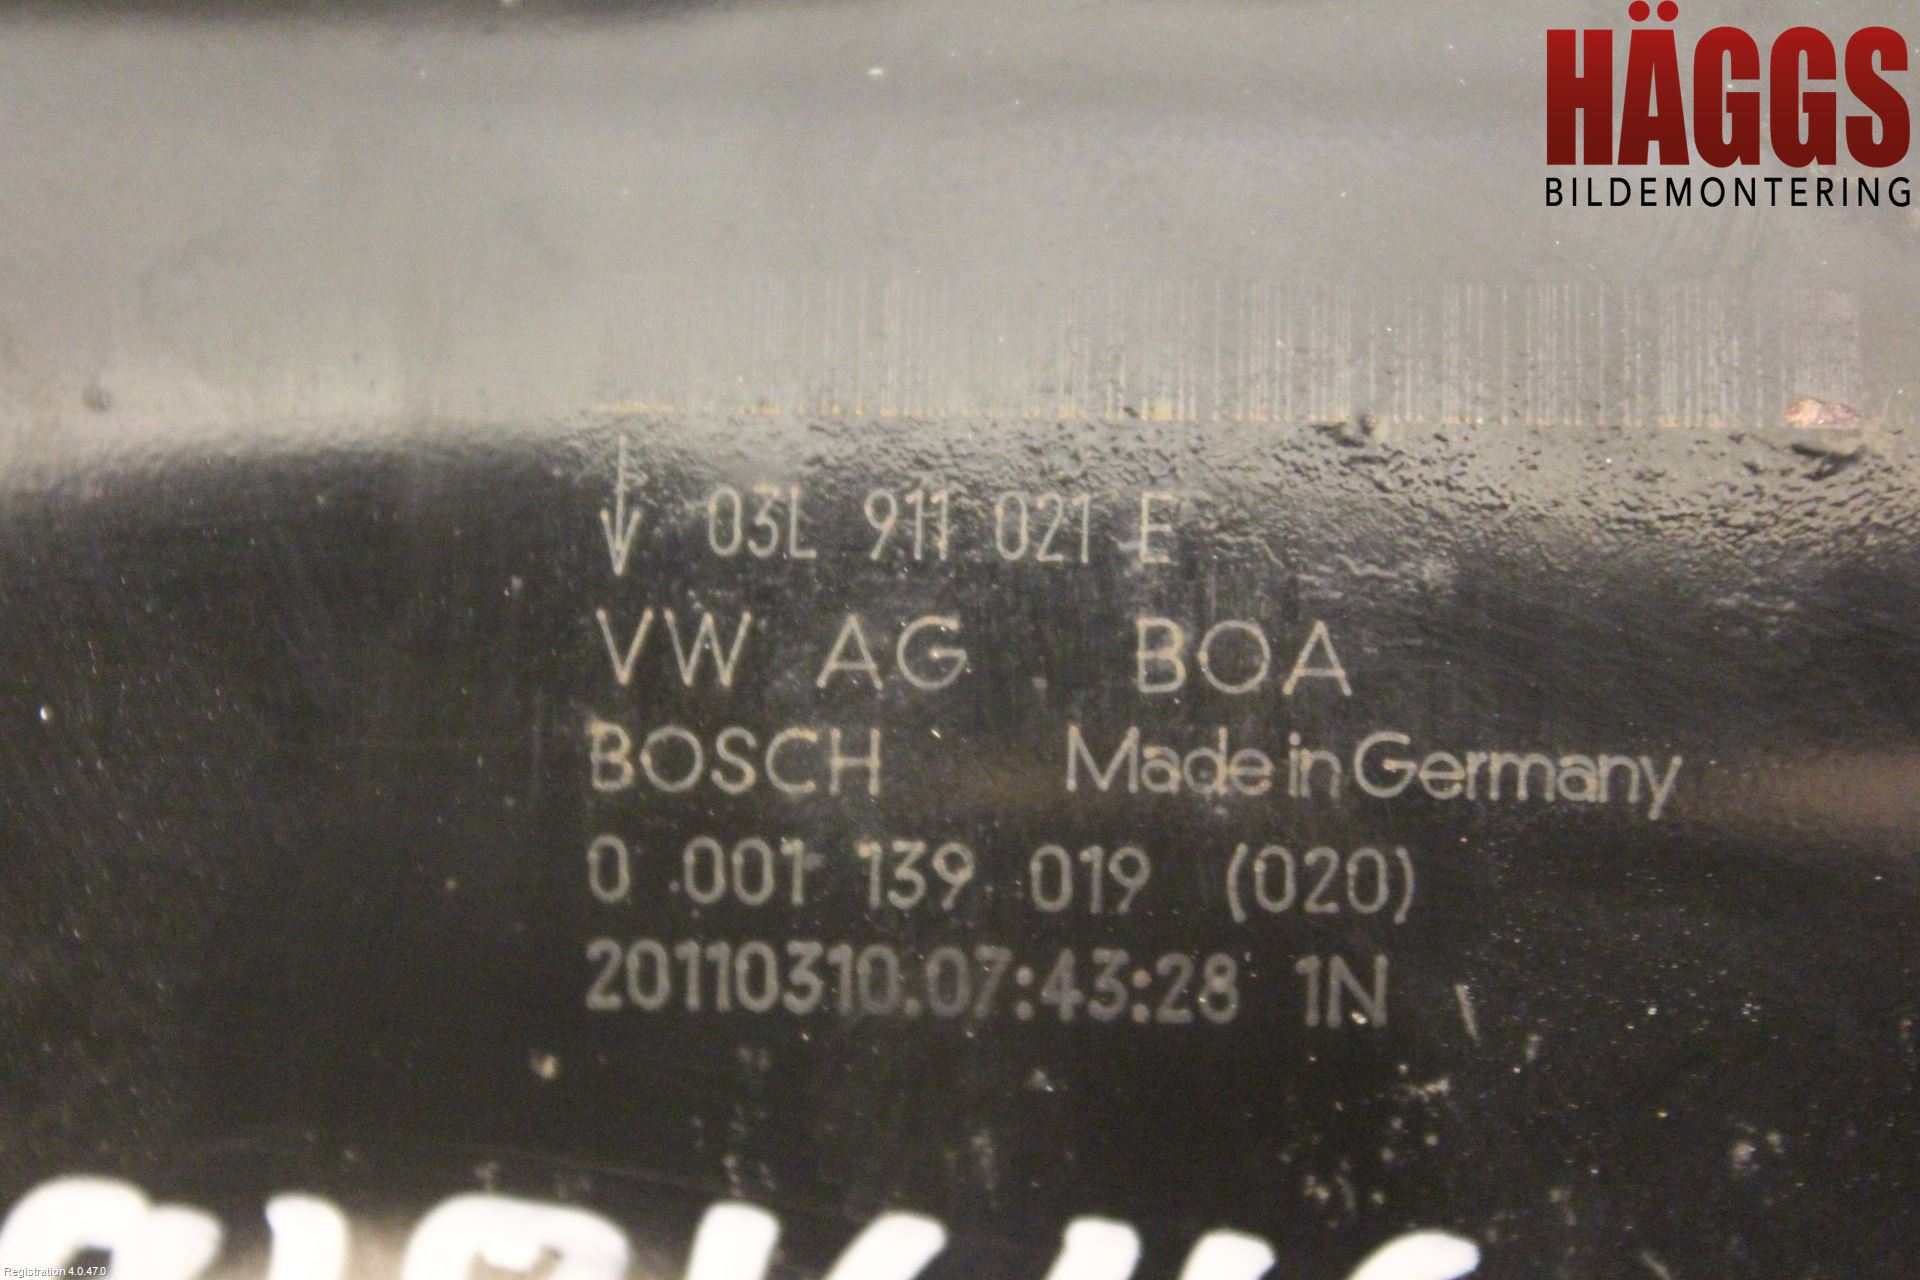 HÄGGS
BILDEMONTERING
03L 911 021 E
VW AG BOA
BOSCH Made in Germany
0 001 139 019 (020)
20110310.07:43:28 1N
Registration 4.0.47.0